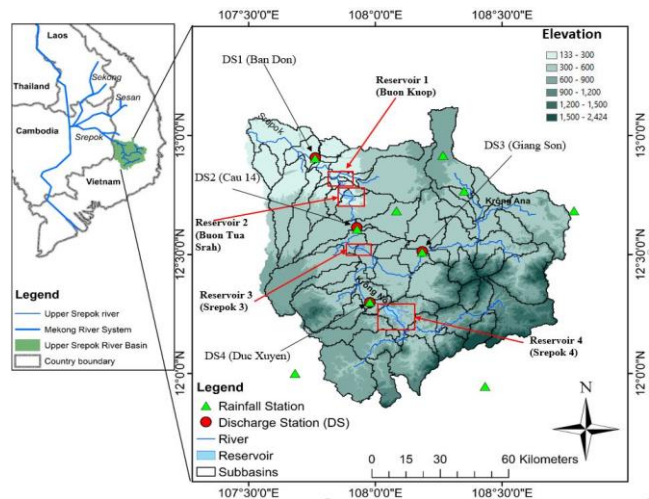 Laos
Thailand
Cambodia
Vietnam
Sekong
Sesan
Srepok
Legend
Upper Srepok river
Mekong River System
Upper Srepok River Basin
Country boundary
107°30'0"E 108°0'0"E 108°30'0"E
DS1 (Ban Don)
Reservoir 1
(Buon Kuop)
Elevation
133 - 300
300 - 600
600 - 900
900 - 1,200
1,200 - 1,500
1,500 - 2,424
DS3 (Giang Son)
Srepok
13°0'0"N
DS2 (Cau 14)
Krông Ana
Reservoir 2
(Buon Tua
Srah)
12°30'0"N
Reservoir 3
(Srepok 3)
Reservoir 4
(Srepok 4)
DS4 (Duc Xuyen)
12°0'0"N
Legend
Rainfall Station
Discharge Station (DS)
River
Reservoir
Subbasins
N
0 15 30 60 Kilometers
107°30'0"E 108°0'0"E 108°30'0"E
13°0'0"N
12°30'0"N
12°0'0"N